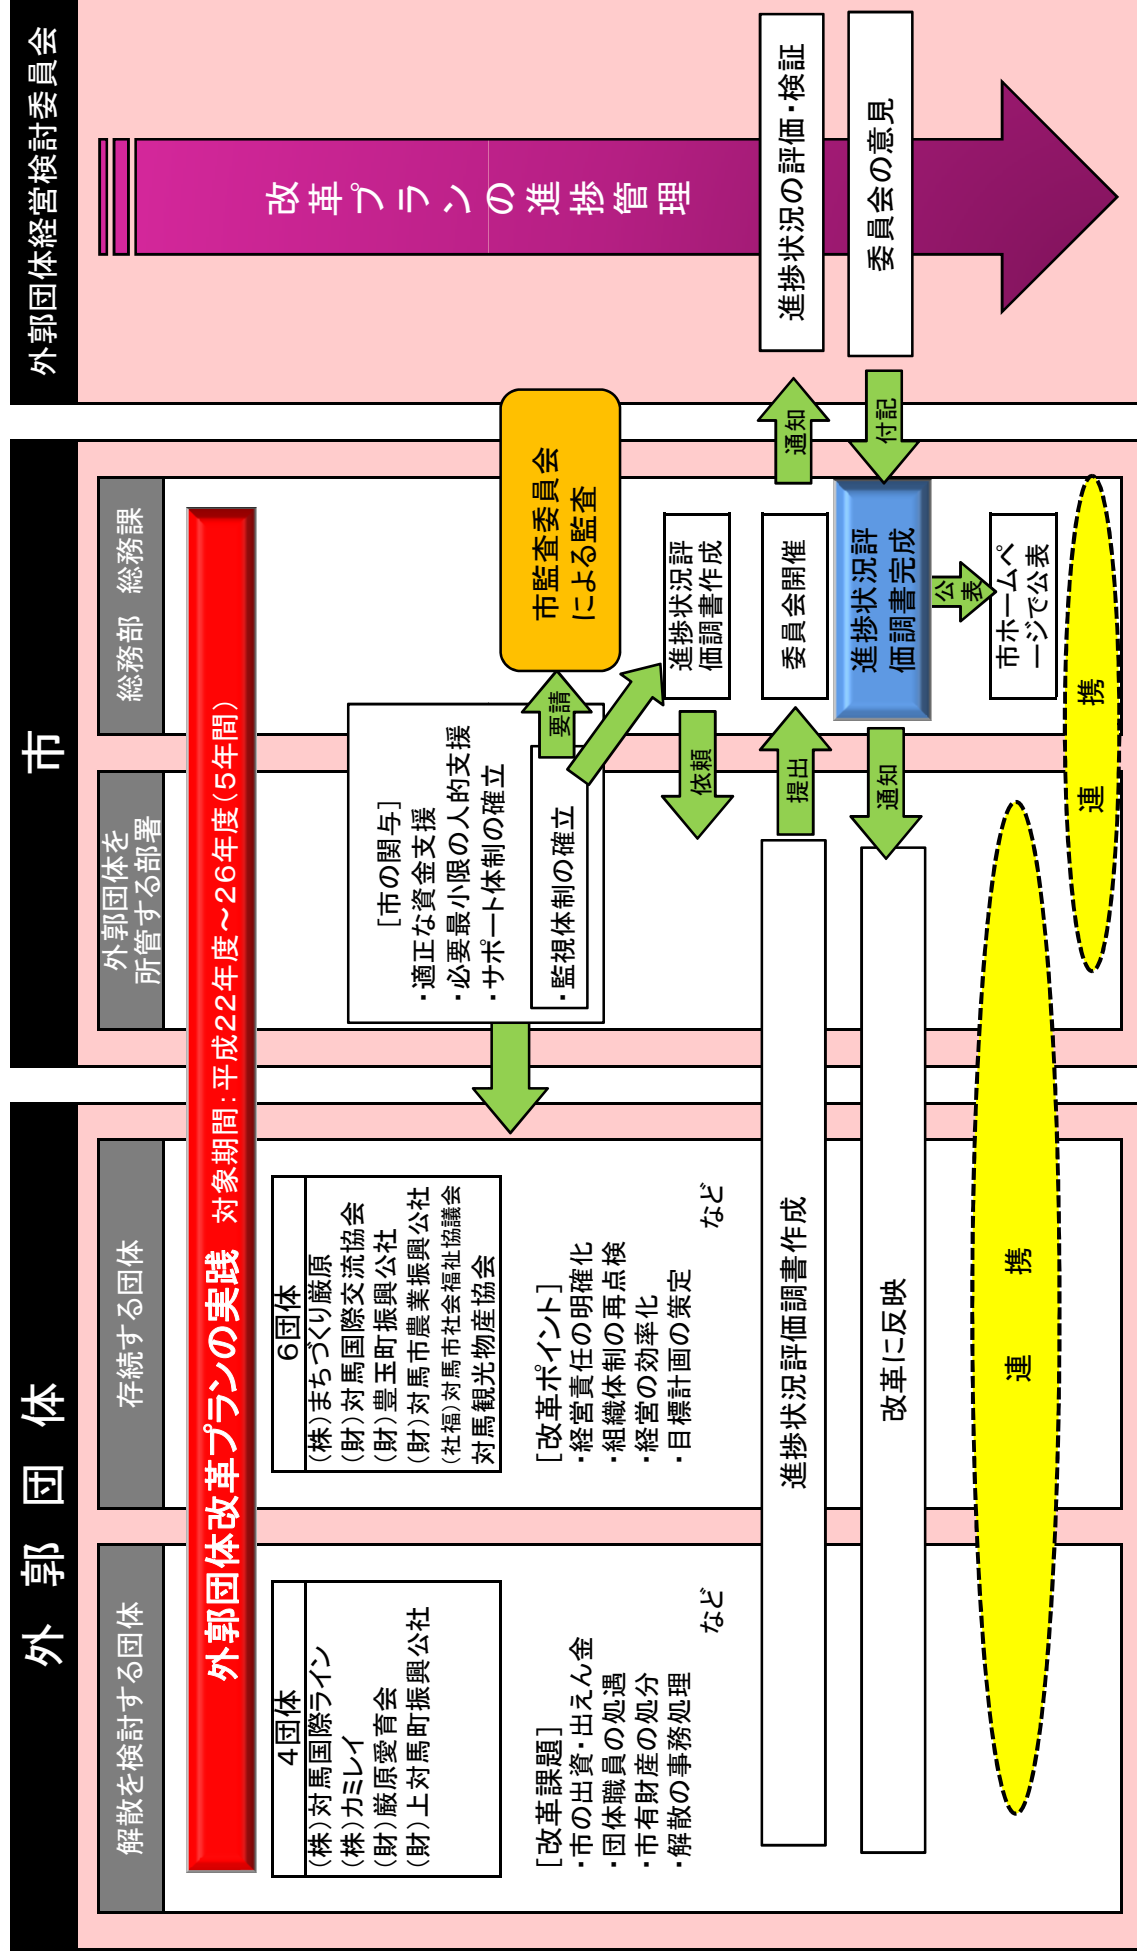 外郭団体
市
外郭団体経営検討委員会
解散を検討する団体
存続する団体
外郭団体を
所管する部署
総務部　総務課
外郭団体改革プランの実践　対象期間:平成22年度～26年度(5年間)
4団体
(株)対馬国際ライン
(株)カミレイ
(財)厳原愛育会
(財)上対馬町振興公社
6団体
(株)まちづくり厳原
(財)対馬国際交流協会
(財)豊玉町振興公社
(財)対馬市農業振興公社
(社福)対馬市社会福祉協議会
対馬観光物産協会
[市の関与]
・適正な資金支援
・必要最小限の人的支援
・サポート体制の確立
・監視体制の確立
要請
市監査委員会
による監査
改革プランの進捗管理
[改革課題]
・市の出資・出えん金
・団体職員の処遇
・市有財産の処分
・解散の事務処理
など
[改革ポイント]
・経営責任の明確化
・組織体制の再点検
・経営の効率化
・目標計画の策定
など
進捗状況評
価調書作成
依頼
進捗状況評価調書作成
提出
委員会開催
通知
進捗状況の評価・検証
委員会の意見
付記
進捗状況評
価調書完成
通知
改革に反映
公表
市ホームペ
ージで公表
連携
連携